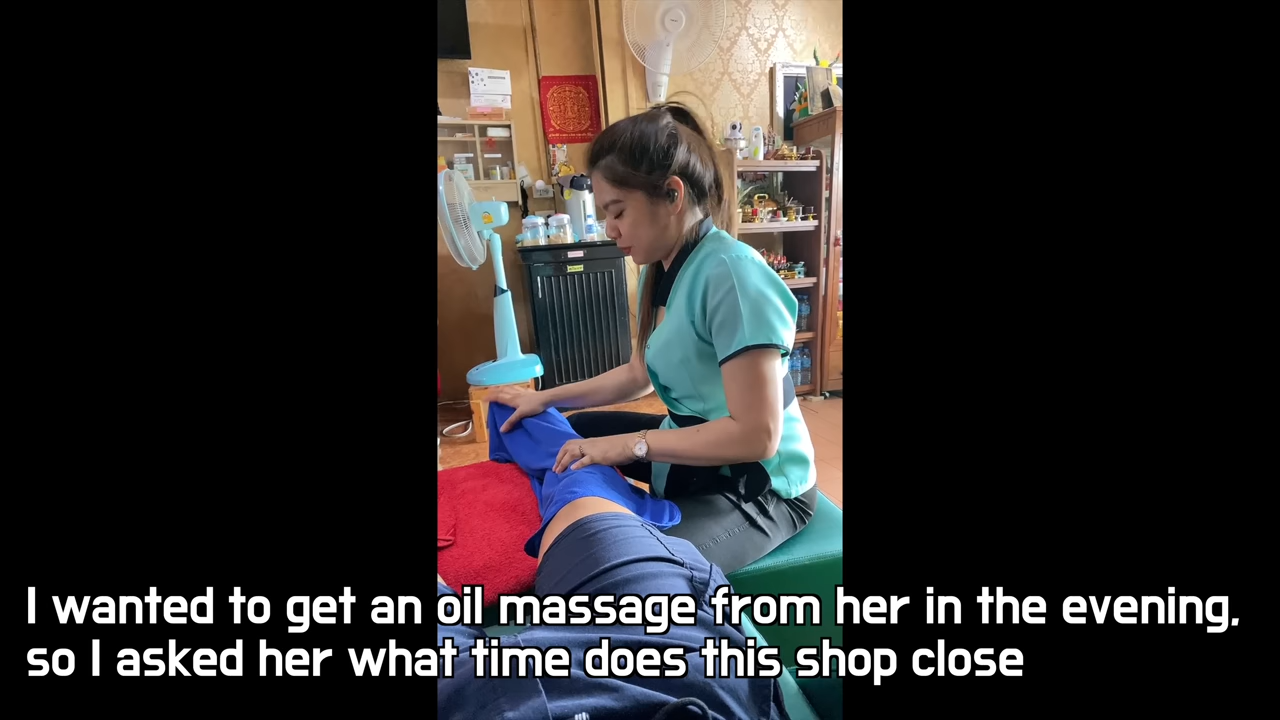 I wanted to get an oil massage from her in the evening,
so I asked her what time does this shop close